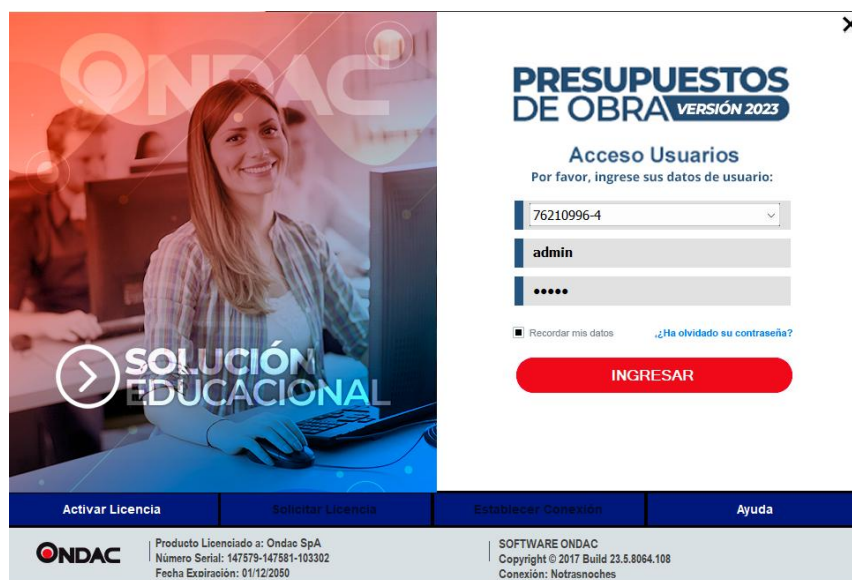 ONDAC
SOLUCIÓN
EDUCACIONAL
PRESUPUESTOS
DE OBRA VERSIÓN 2023
Acceso Usuarios
Por favor, ingrese sus datos de usuario:
76210996-4
admin
•••••
Recordar mis datos
.¿Ha olvidado su contraseña?
INGRESAR
Activar Licencia
Solicitar Licencia
Establecer Conexión
Ayuda
ONDAC
Producto Licenciado a: Ondac SpA
Número Serial: 147579-147581-103302
Fecha Expiración: 01/12/2050
SOFTWARE ONDAC
Copyright © 2017 Build 23.5.8064.108
Conexión: Notrasnoches